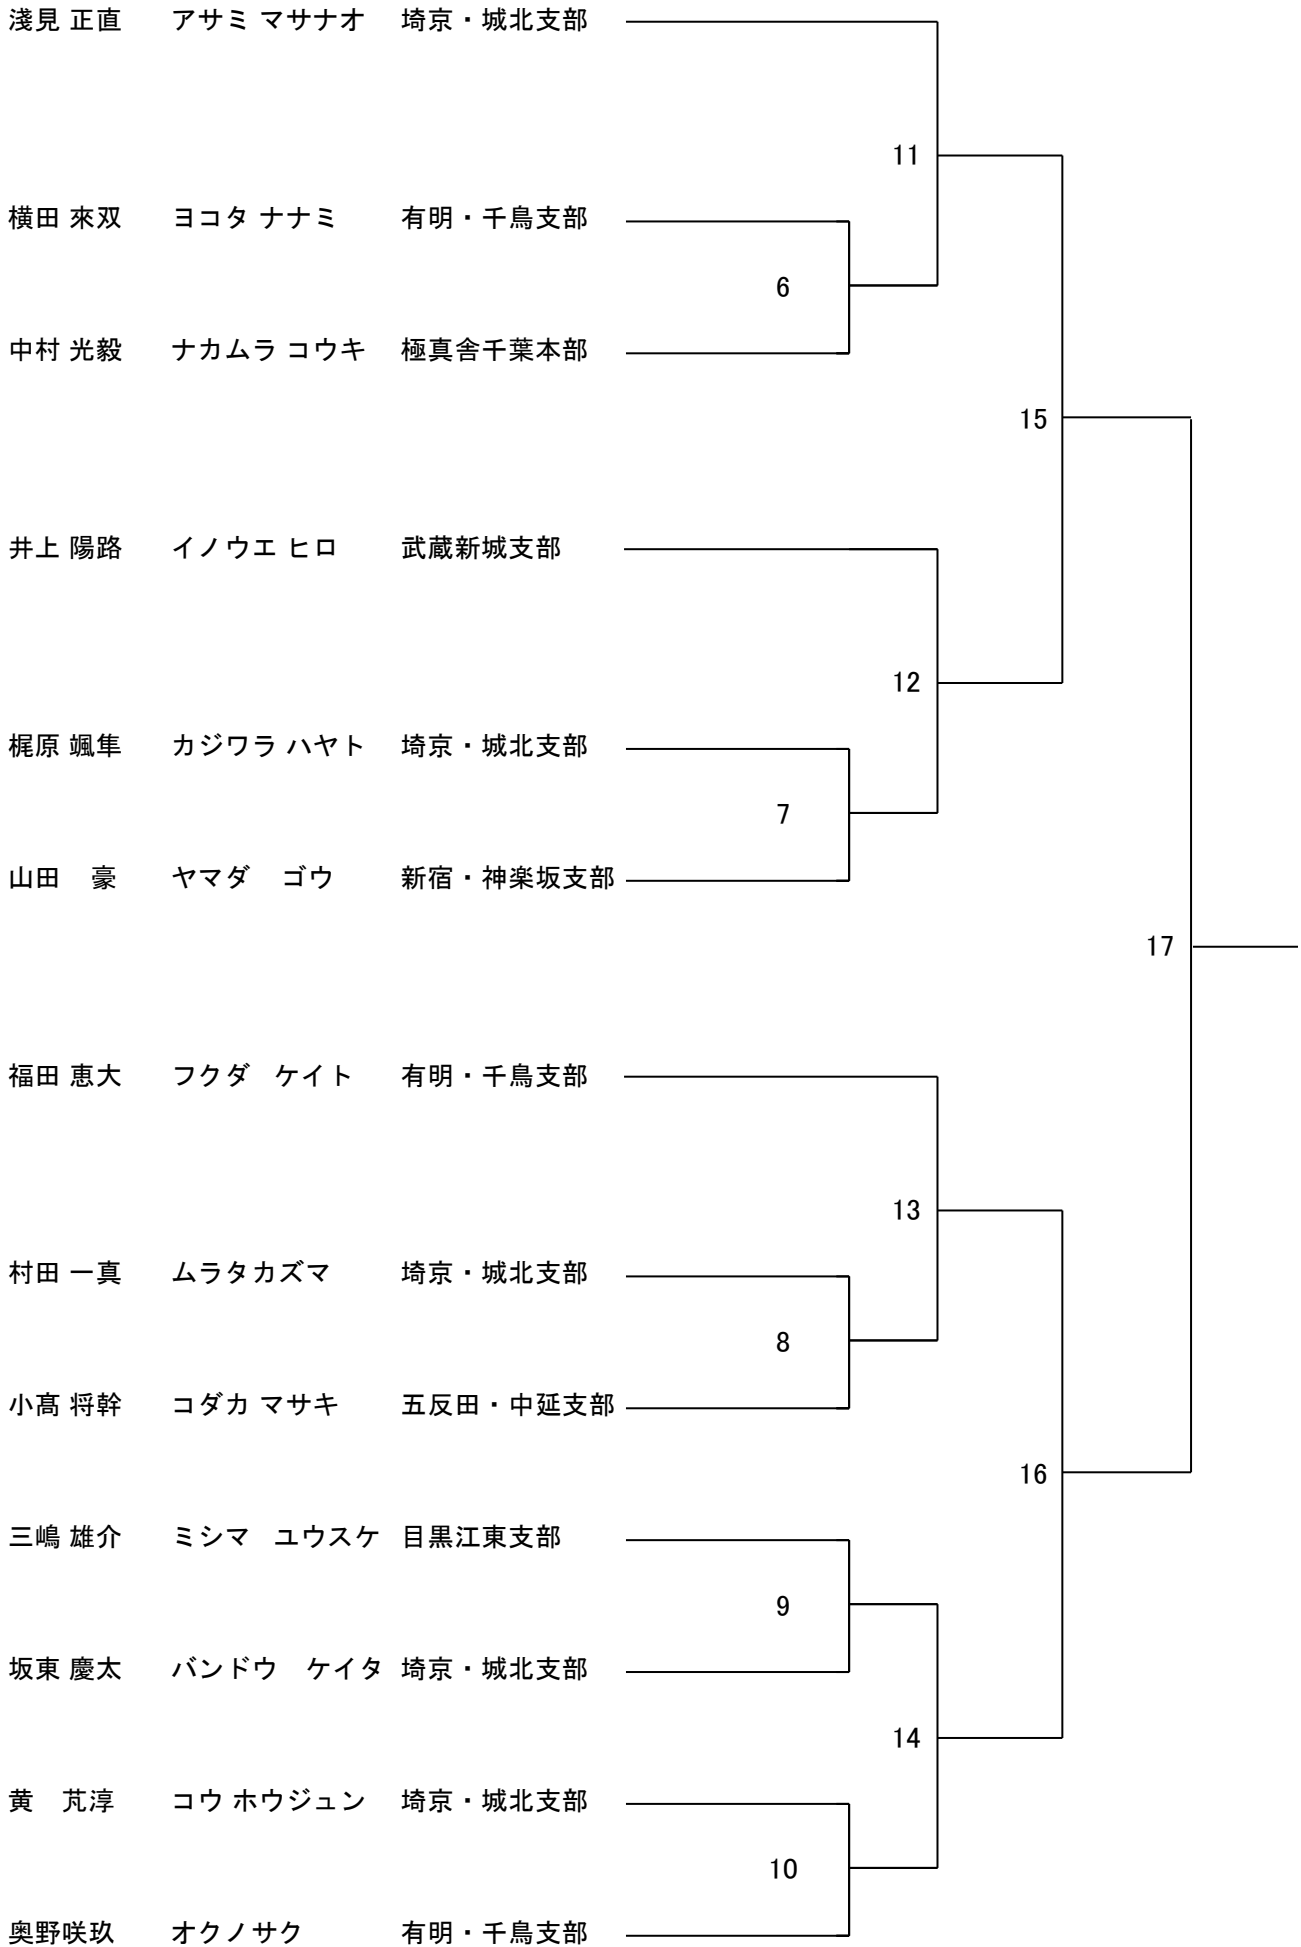 淺見 正直 アサミ マサナオ 埼京・城北支部
11
横田 來双 ヨコタ ナナミ 有明・千鳥支部
6
中村 光毅 ナカムラ コウキ 極真舎千葉本部
15
井上 陽路 イノウエ ヒロ 武蔵新城支部
12
梶原 颯隼 カジワラ ハヤト 埼京・城北支部
7
山田　豪 ヤマダ　ゴウ 新宿・神楽坂支部
17
福田 恵大 フクダ　ケイト 有明・千鳥支部
13
村田 一真 ムラタカズマ 埼京・城北支部
8
小髙 将幹 コダカ マサキ 五反田・中延支部
16
三嶋 雄介 ミシマ　ユウスケ 目黒江東支部
9
坂東 慶太 バンドウ　ケイタ 埼京・城北支部
14
黄　芃淳 コウ ホウジュン 埼京・城北支部
10
奥野咲玖 オクノサク 有明・千鳥支部